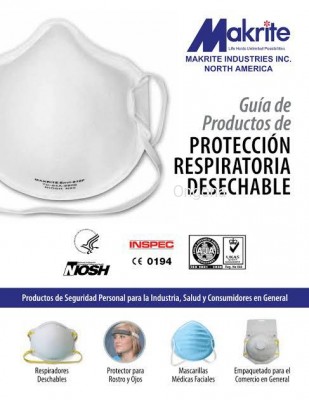 Makrite
Life Holds Unlimited Possibilities
MAKRITE INDUSTRIES INC.
NORTH AMERICA
Guía de
Productos de
PROTECCIÓN
RESPIRATORIA
DESECHABLE
NIOSH
INSPEC
CE 0194
Productos de Seguridad Personal para la Industria, Salud y Consumidores en General
Respiradores
Deschables
Protector para
Rostro y Ojos
Mascarillas
Médicas Faciales
Empaquetado para el
Comercio en General